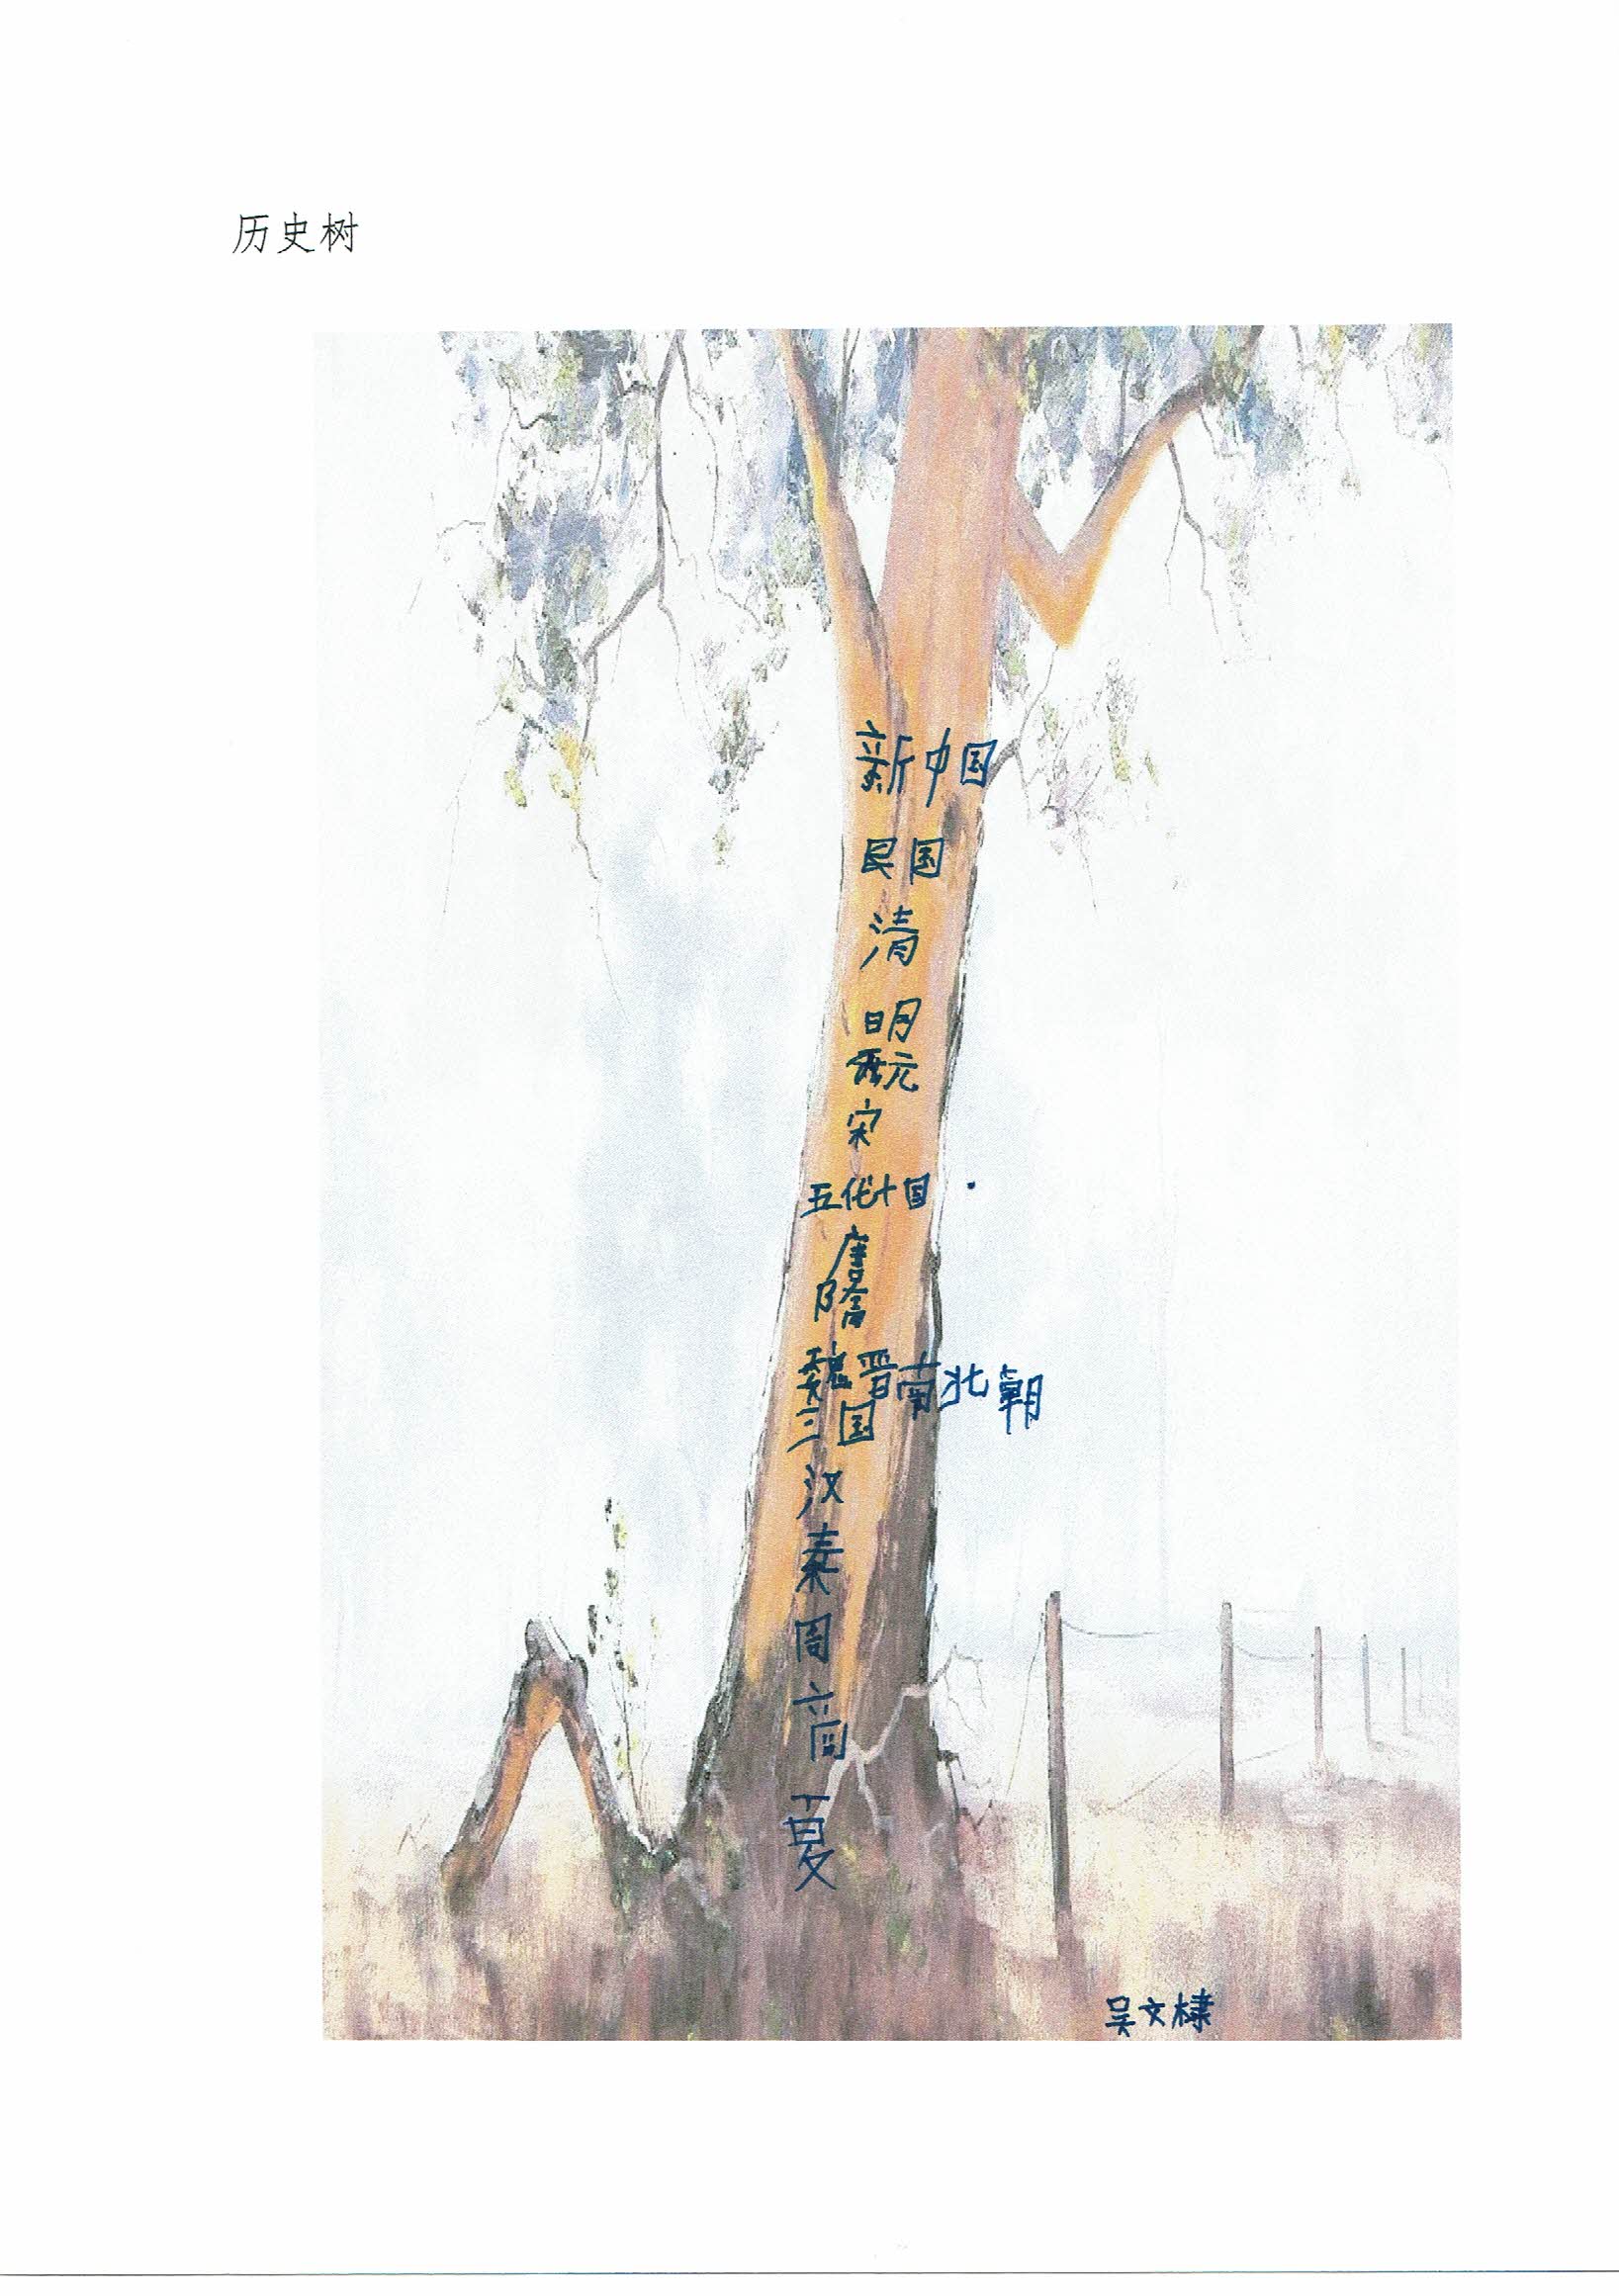 历史树
新中国
民国
清
明
元
宋
五代十国
唐
隋
魏晋南北朝
三国
汉
秦
周
商
夏
吴文棣